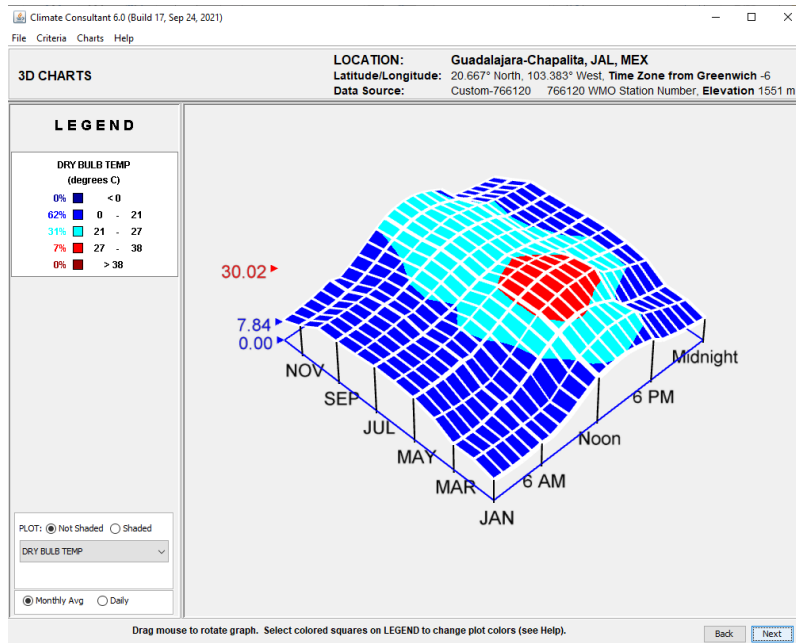 Climate Consultant 6.0 (Build 17, Sep 24, 2021)
File Criteria Charts Help
3D CHARTS
LOCATION: Guadalajara-Chapalita, JAL, MEX
Latitude/Longitude: 20.667° North, 103.383° West, Time Zone from Greenwich -6
Data Source: Custom-766120 766120 WMO Station Number, Elevation 1551 m
LEGEND
DRY BULB TEMP
(degrees C)
0% < 0
62% 0 - 21
31% 21 - 27
7% 27 - 38
0% > 38
30.02
7.84
0.00
NOV
SEP
JUL
MAY
MAR
JAN
6 AM
Noon
6 PM
Midnight
PLOT: Not Shaded Shaded
DRY BULB TEMP
Monthly Avg Daily
Drag mouse to rotate graph. Select colored squares on LEGEND to change plot colors (see Help).
Back Next